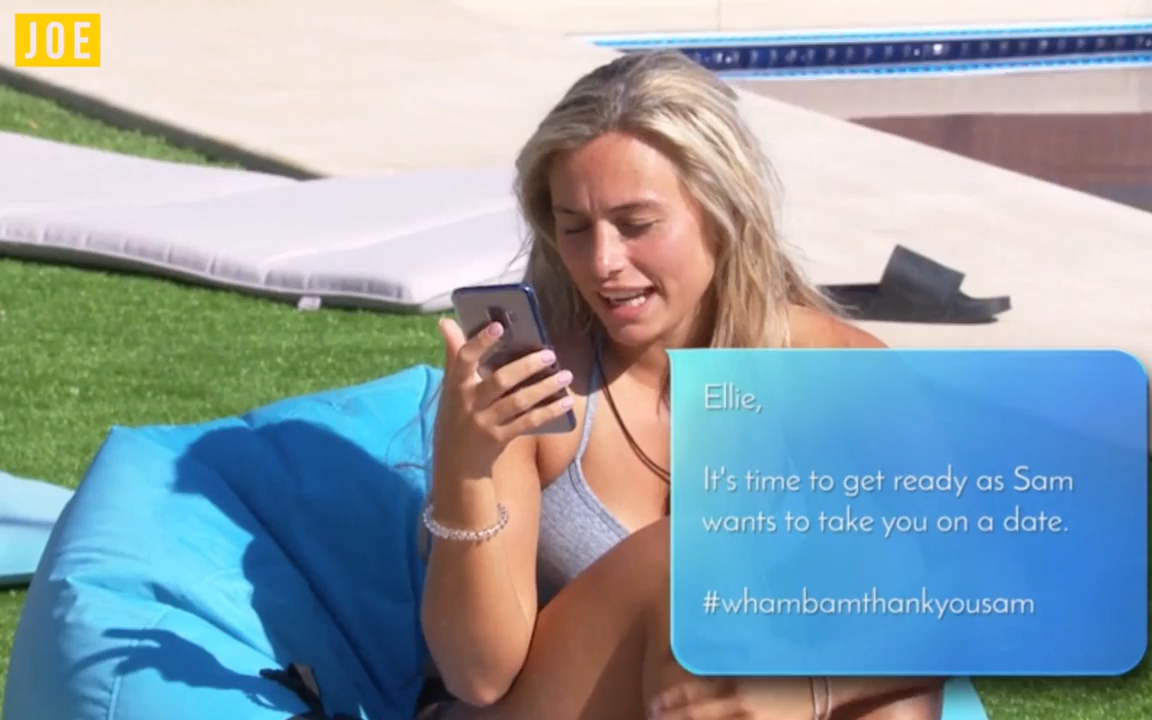 JOE
Ellie,
It's time to get ready as Sam
wants to take you on a date.
#whambamthankyousam